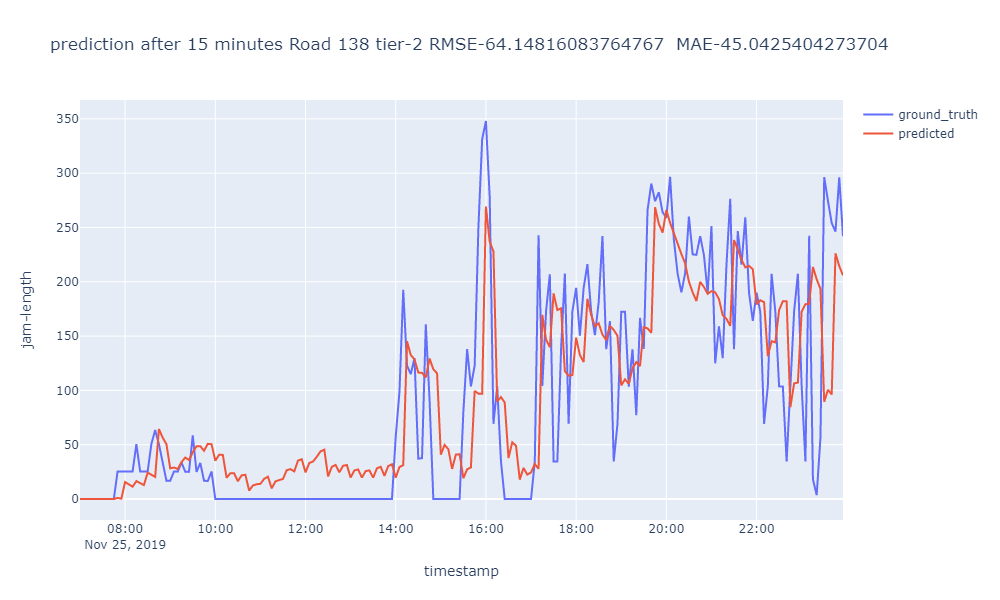 prediction after 15 minutes Road 138 tier-2 RMSE-64.14816083764767  MAE-45.0425404273704
ground_truth
predicted
jam-length
350
300
250
200
150
100
50
0
08:00
10:00
12:00
14:00
16:00
18:00
20:00
22:00
Nov 25, 2019
timestamp